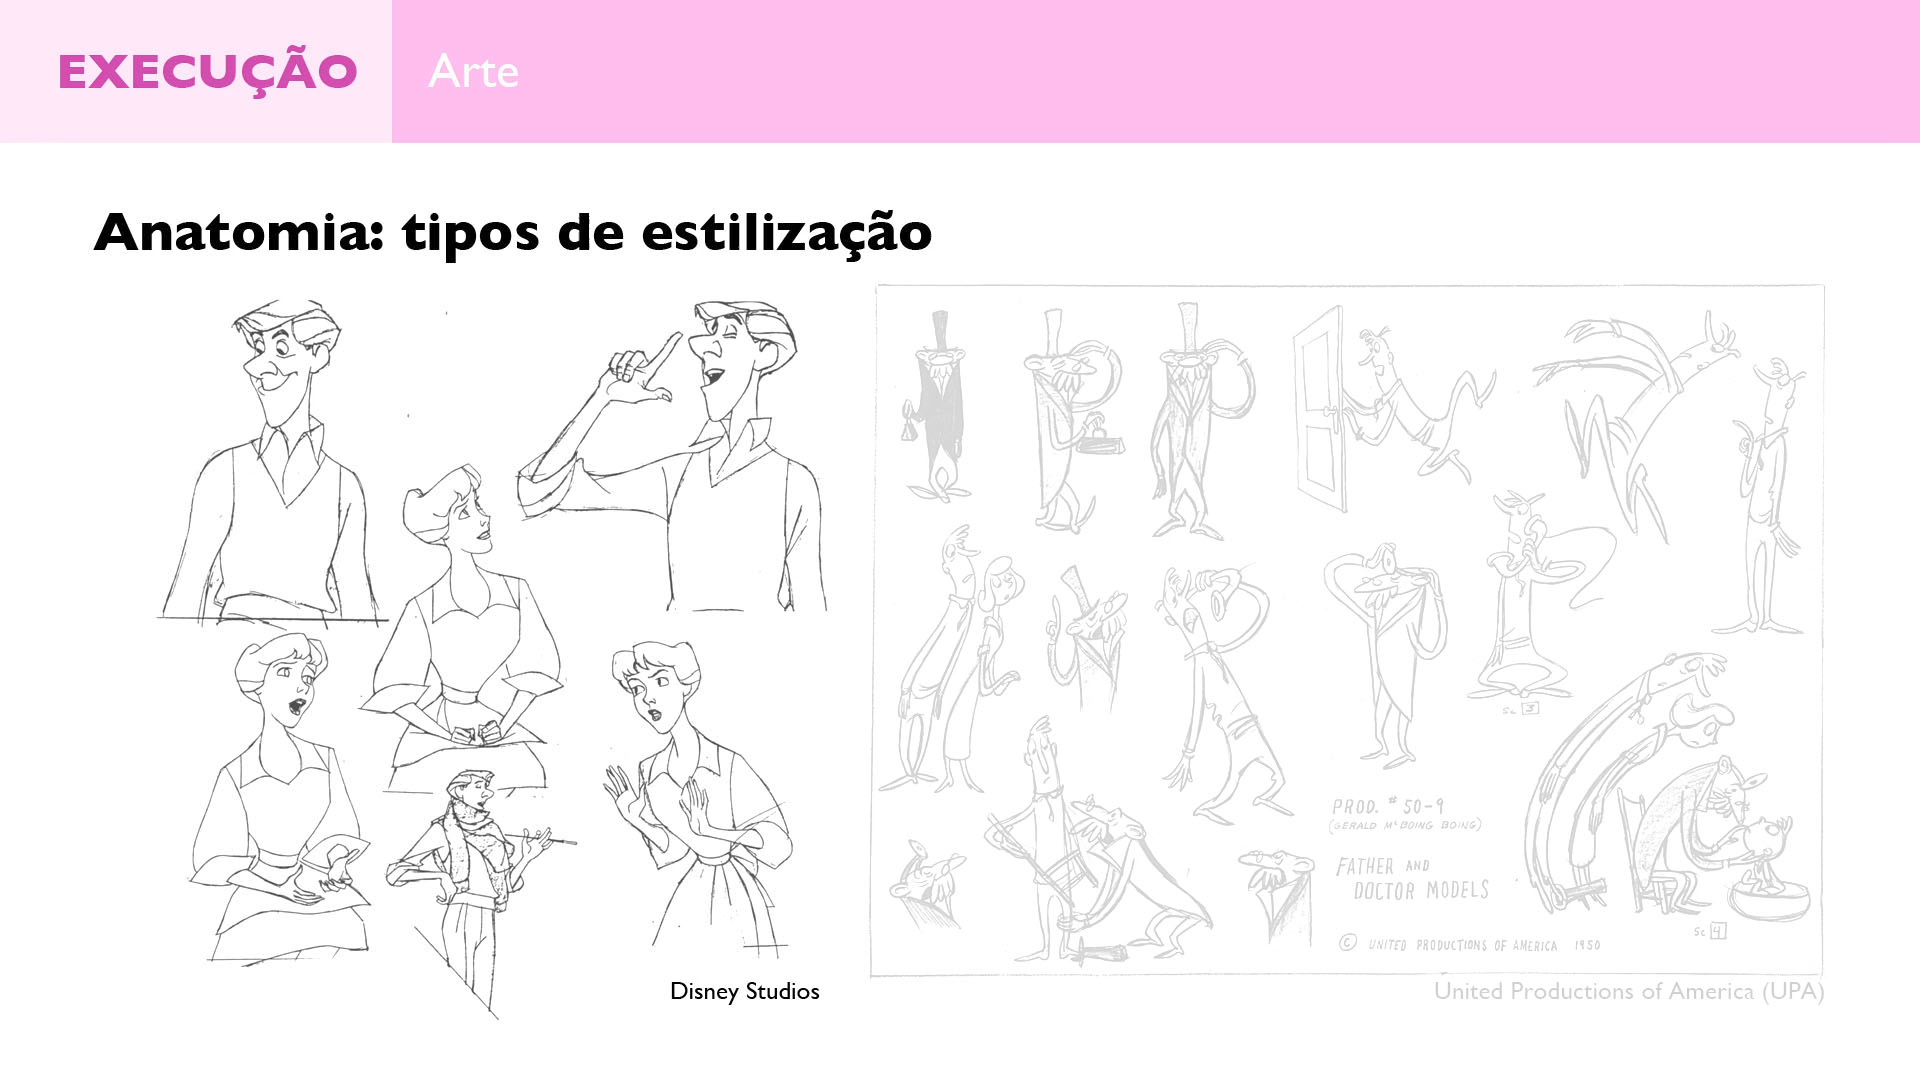 EXECUÇÃO
Arte
Anatomia: tipos de estilização
Sc 3
PROD. # 50-9
(GERALD McBOING BOING)
FATHER AND
DOCTOR MODELS
Sc 4
© UNITED PRODUCTIONS OF AMERICA 1950
Disney Studios
United Productions of America (UPA)